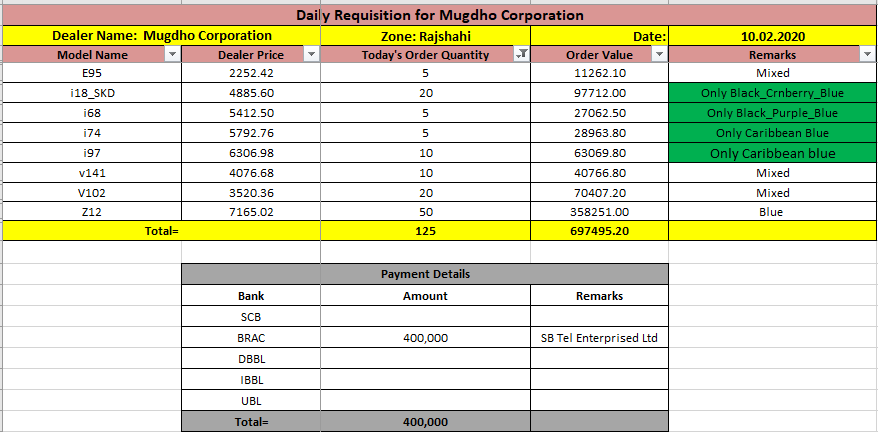 Daily Requisition for Mugdho Corporation
Dealer Name: Mugdho Corporation Zone: Rajshahi Date: 10.02.2020
Model Name Dealer Price Today's Order Quantity Order Value Remarks
E95 2252.42 5 11262.10 Mixed
i18_SKD 4885.60 20 97712.00 Only Black_Crnberry_Blue
i68 5412.50 5 27062.50 Only Black_Purple_Blue
i74 5792.76 5 28963.80 Only Caribbean Blue
i97 6306.98 10 63069.80 Only Caribbean blue
v141 4076.68 10 40766.80 Mixed
V102 3520.36 20 70407.20 Mixed
Z12 7165.02 50 358251.00 Blue
Total= 125 697495.20
Payment Details
Bank Amount Remarks
SCB
BRAC 400,000 SB Tel Enterprised Ltd
DBBL
IBBL
UBL
Total= 400,000